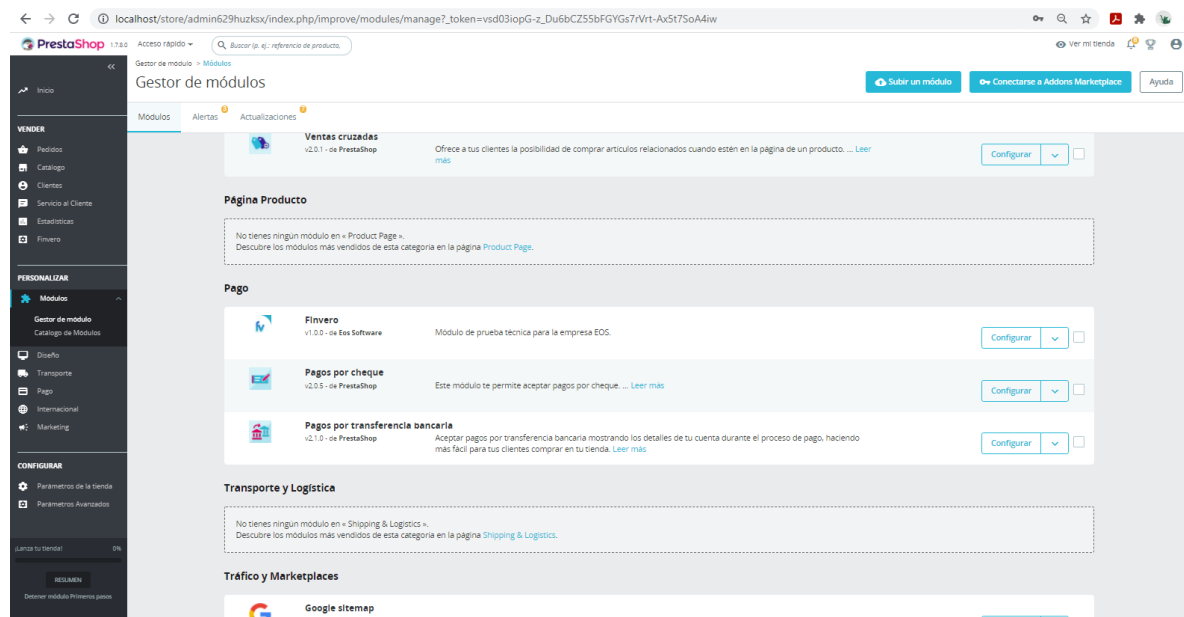 localhost/store/admin629huzksx/index.php/improve/modules/manage?_token=vsd03iopG-z_Du6bCZ55bFGYGs7rVrt-Ax5t7SoA4iw
PrestaShop 1.7.8.0 Acceso rápido Buscar (p. ej.: referencia de producto, Ver mi tienda
Gestor de módulo > Módulos
Gestor de módulos
Subir un módulo Conectarse a Addons Marketplace Ayuda
Módulos Alertas Actualizaciones
Inicio
VENDER
Pedidos
Catálogo
Clientes
Servicio al Cliente
Estadísticas
Finvero
PERSONALIZAR
Módulos
Gestor de módulo
Catálogo de Módulos
Diseño
Transporte
Pago
Internacional
Marketing
CONFIGURAR
Parámetros de la tienda
Parámetros Avanzados
¡Lanza tu tienda! 0%
RESUMEN
Detener módulo Primeros pasos
Ventas cruzadas
v2.0.1 - de PrestaShop
Ofrece a tus clientes la posibilidad de comprar artículos relacionados cuando estén en la página de un producto. ... Leer
más
Configurar
Página Producto
No tienes ningún módulo en « Product Page ».
Descubre los módulos más vendidos de esta categoría en la página Product Page.
Pago
Finvero
v1.0.0 - de Eos Software
Módulo de prueba técnica para la empresa EOS.
Configurar
Pagos por cheque
v2.0.5 - de PrestaShop
Este módulo te permite aceptar pagos por cheque. ... Leer más
Configurar
Pagos por transferencia bancaria
v2.1.0 - de PrestaShop
Aceptar pagos por transferencia bancaria mostrando los detalles de tu cuenta durante el proceso de pago, haciendo
más fácil para tus clientes comprar en tu tienda. Leer más
Configurar
Transporte y Logística
No tienes ningún módulo en « Shipping & Logistics ».
Descubre los módulos más vendidos de esta categoría en la página Shipping & Logistics.
Tráfico y Marketplaces
Google sitemap